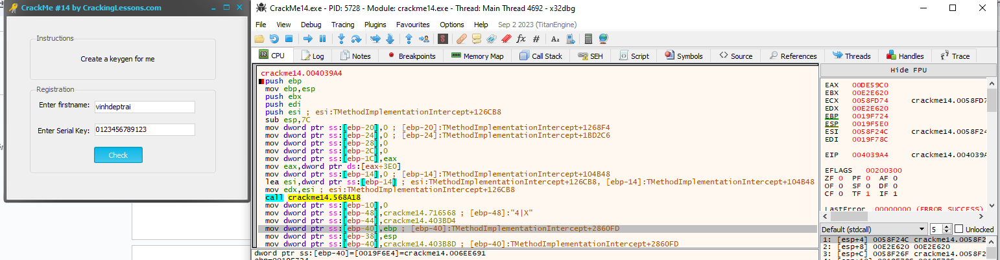 CrackMe #14 by CrackingLessons.com
Instructions
Create a keygen for me
Registration
Enter firstname:
vinhdeptrai
Enter Serial Key:
0123456789123
Check
CrackMe14.exe - PID: 5728 - Module: crackme14.exe - Thread: Main Thread 4692 - x32dbg
File View Debug Tracing Plugins Favourites Options Help Sep 2 2023 (TitanEngine)
CPU Log Notes Breakpoints Memory Map Call Stack SEH Script Symbols Source References Threads Handles Trace
crackme14.004039A4
push ebp
mov ebp,esp
push ebx
push edi
push esi ; esi:TMethodImplementationIntercept+126CB8
sub esp,7C
mov dword ptr ss:[ebp-20],0 ; [ebp-20]:TMethodImplementationIntercept+1268F4
mov dword ptr ss:[ebp-24],0 ; [ebp-24]:TMethodImplementationIntercept+1BD2C6
mov dword ptr ss:[ebp-28],0
mov dword ptr ss:[ebp-2C],0
mov dword ptr ss:[ebp-1C],eax
mov eax,dword ptr ds:[eax+3E0]
mov dword ptr ss:[ebp-14],0 ; [ebp-14]:TMethodImplementationIntercept+104B48
lea esi,dword ptr ss:[ebp-14] ; esi:TMethodImplementationIntercept+126CB8, [ebp-14]:TMethodImplementationIntercept+104B48
mov edx,esi ; esi:TMethodImplementationIntercept+126CB8
call crackme14.568A18
mov dword ptr ss:[ebp-10],0
mov dword ptr ss:[ebp-48],crackme14.716568 ; [ebp-48]:"4|X"
mov dword ptr ss:[ebp-44],crackme14.403BD4
mov dword ptr ss:[ebp-40],ebp ; [ebp-40]:TMethodImplementationIntercept+2860FD
mov dword ptr ss:[ebp-38],esp
mov dword ptr ss:[ebp-40],crackme14.403B8D ; [ebp-40]:TMethodImplementationIntercept+2860FD
dword ptr ss:[ebp-40]=[0019F6E4]=crackme14.006EE691
ebp=0019F724
Hide FPU
EAX 00DE59C0
EBX 00E2E620
ECX 0058FD74 crackme14.0058FD7
EDX 00E2E620
EBP 0019F724
ESP 0019F5E0
ESI 0058F24C crackme14.0058F24
EDI 0019F78C
EIP 004039A4 crackme14.004039A
EFLAGS 00200300
ZF 0 PF 0 AF 0
OF 0 SF 0 DF 0
CF 0 TF 1 IF 1
LastError 00000000 (ERROR_SUCCESS)
Default (stdcall) 5 Unlocked
1: [esp+4] 0058F24C crackme14.0058F2
2: [esp+8] 00E2E620 00E2E620
3: [esp+C] 0058F26F crackme14.0058F2